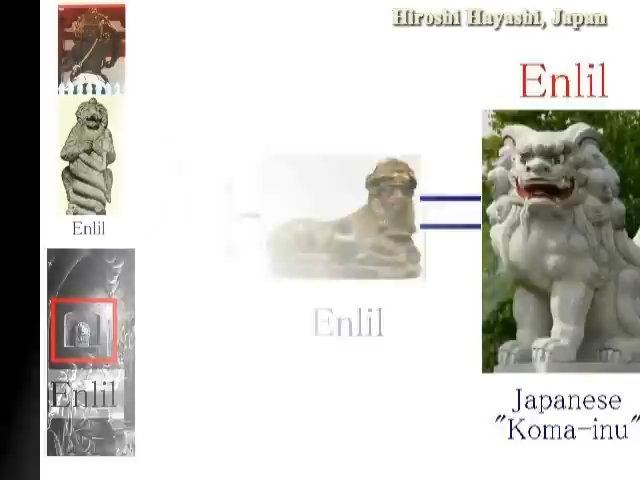 Hiroshi Hayashi, Japan
Enlil
Enlil
Enlil
Enlil
Japanese
"Koma-inu"